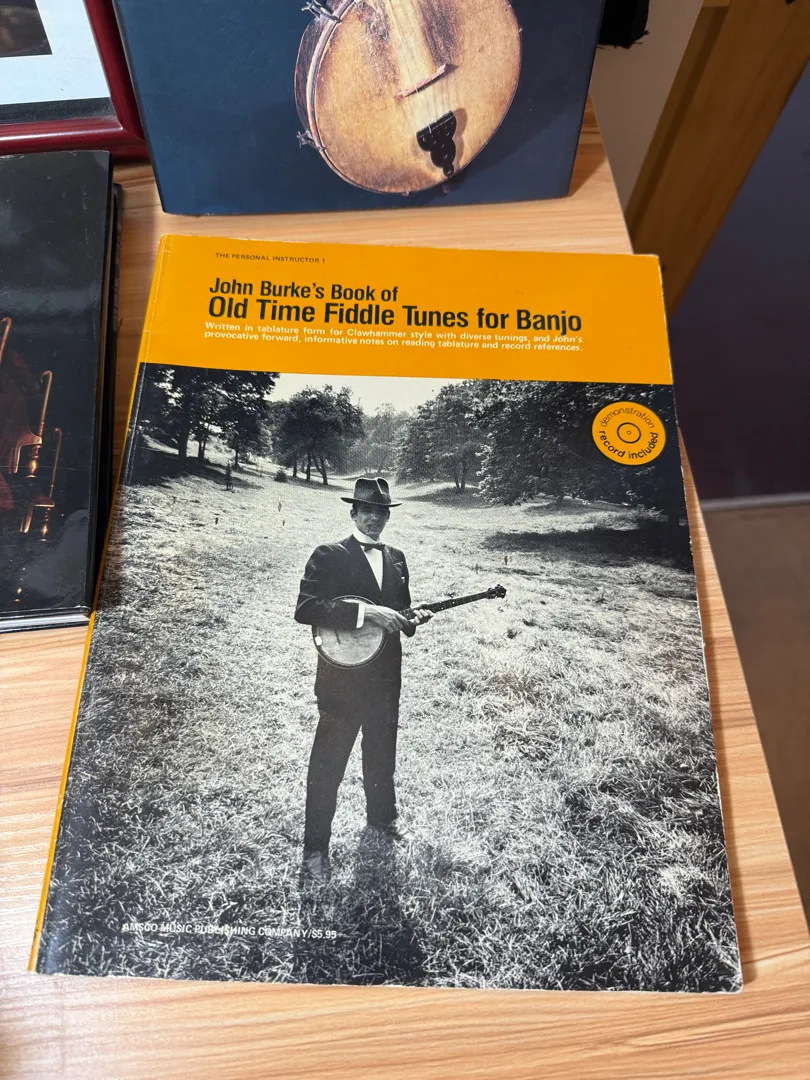 THE PERSONAL INSTRUCTOR 1
John Burke's Book of
Old Time Fiddle Tunes for Banjo
Written in tablature form for Clawhammer style with diverse tunings, and John's
provocative forward, informative notes on reading tablature and record references.
demonstration
record included
AMSCO MUSIC PUBLISHING COMPANY/$5.95